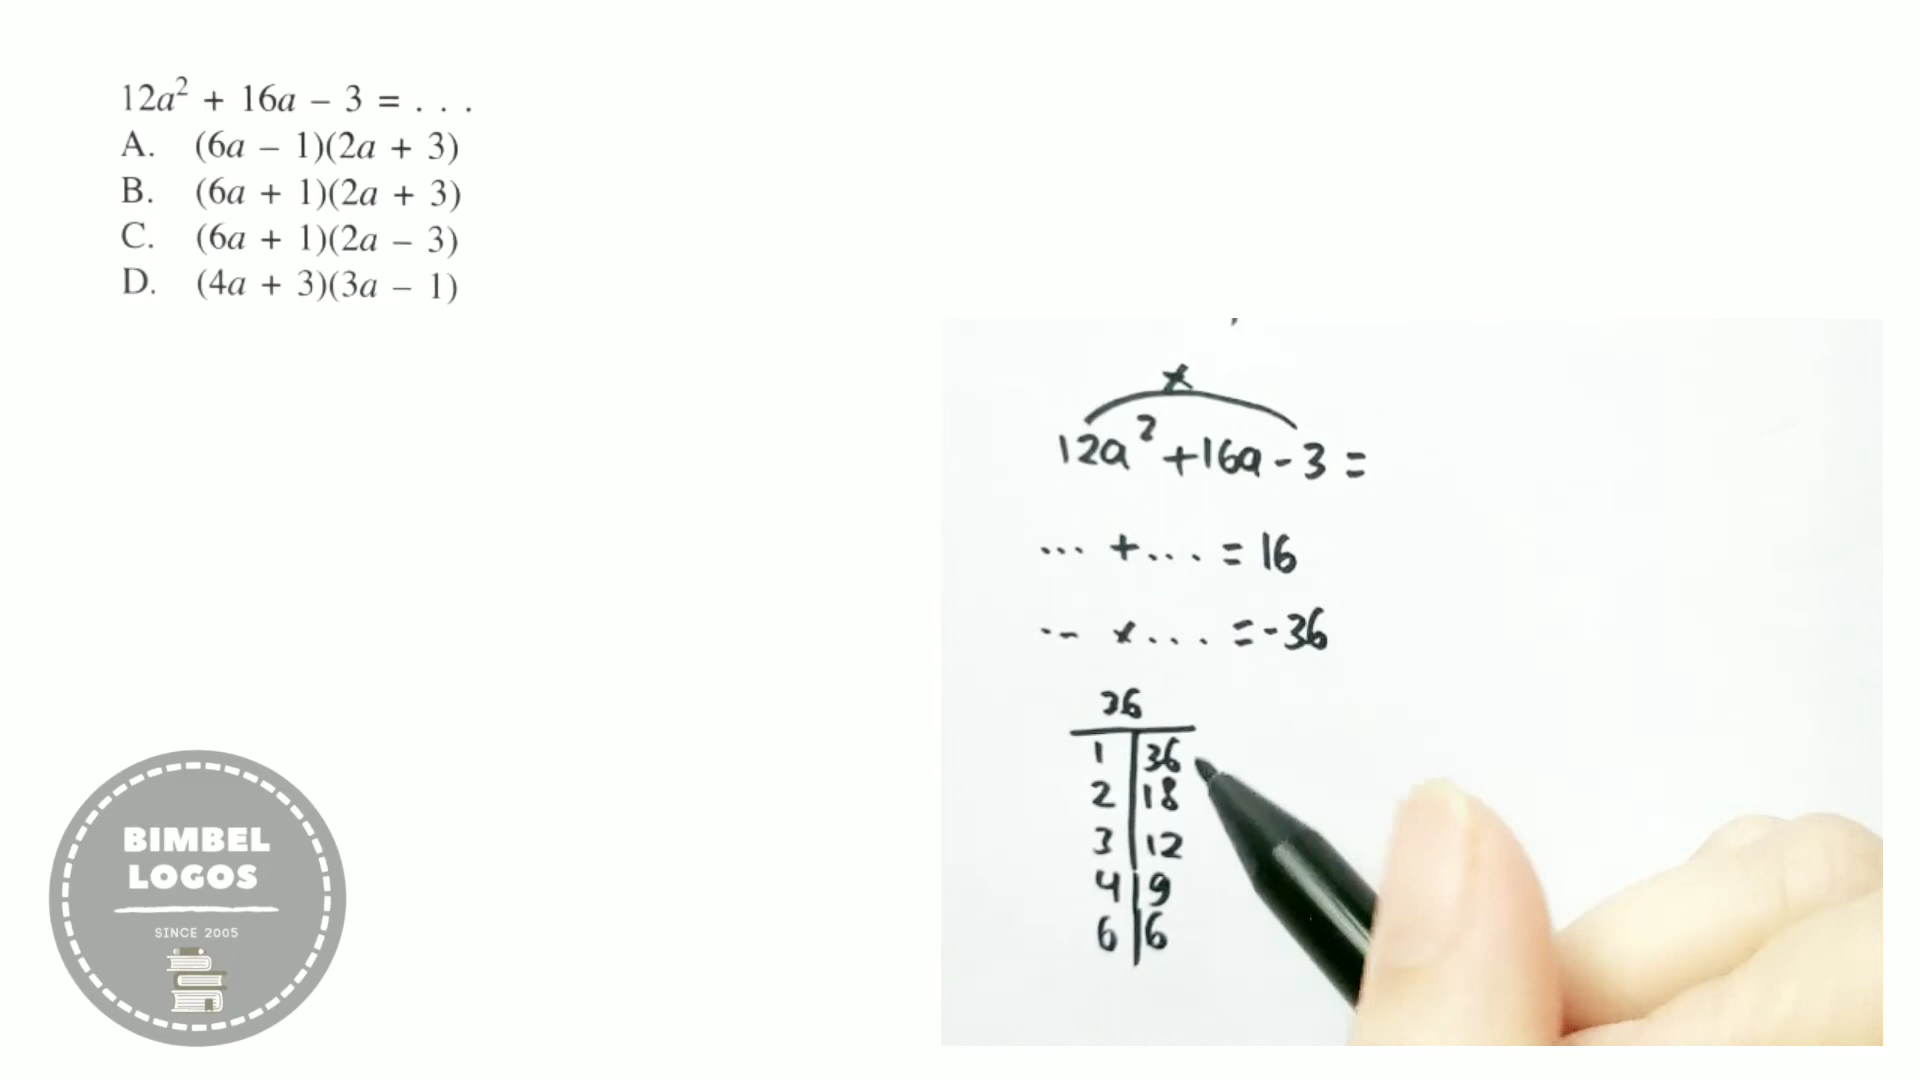 12a² + 16a – 3 = . . .
A. (6a – 1)(2a + 3)
B. (6a + 1)(2a + 3)
C. (6a + 1)(2a – 3)
D. (4a + 3)(3a – 1)
x
12a² + 16a - 3 =
... + ... = 16
... x ... = -36
36
1 | 36
2 | 18
3 | 12
4 | 9
6 | 6
BIMBEL
LOGOS
SINCE 2005